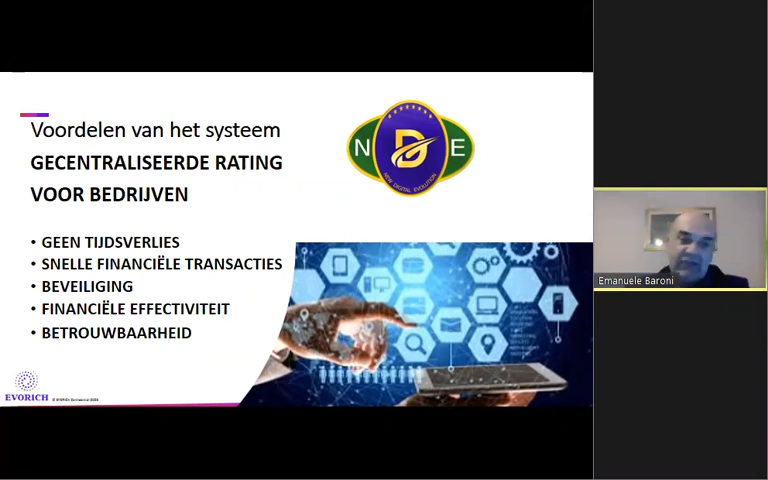 Voordelen van het systeem
GECENTRALISEERDE RATING
VOOR BEDRIJVEN
• GEEN TIJDSVERLIES
• SNELLE FINANCIËLE TRANSACTIES
• BEVEILIGING
• FINANCIËLE EFFECTIVITEIT
• BETROUWBAARHEID
N D E
NEW DIGITAL EVOLUTION
EVORICH
Emanuele Baroni